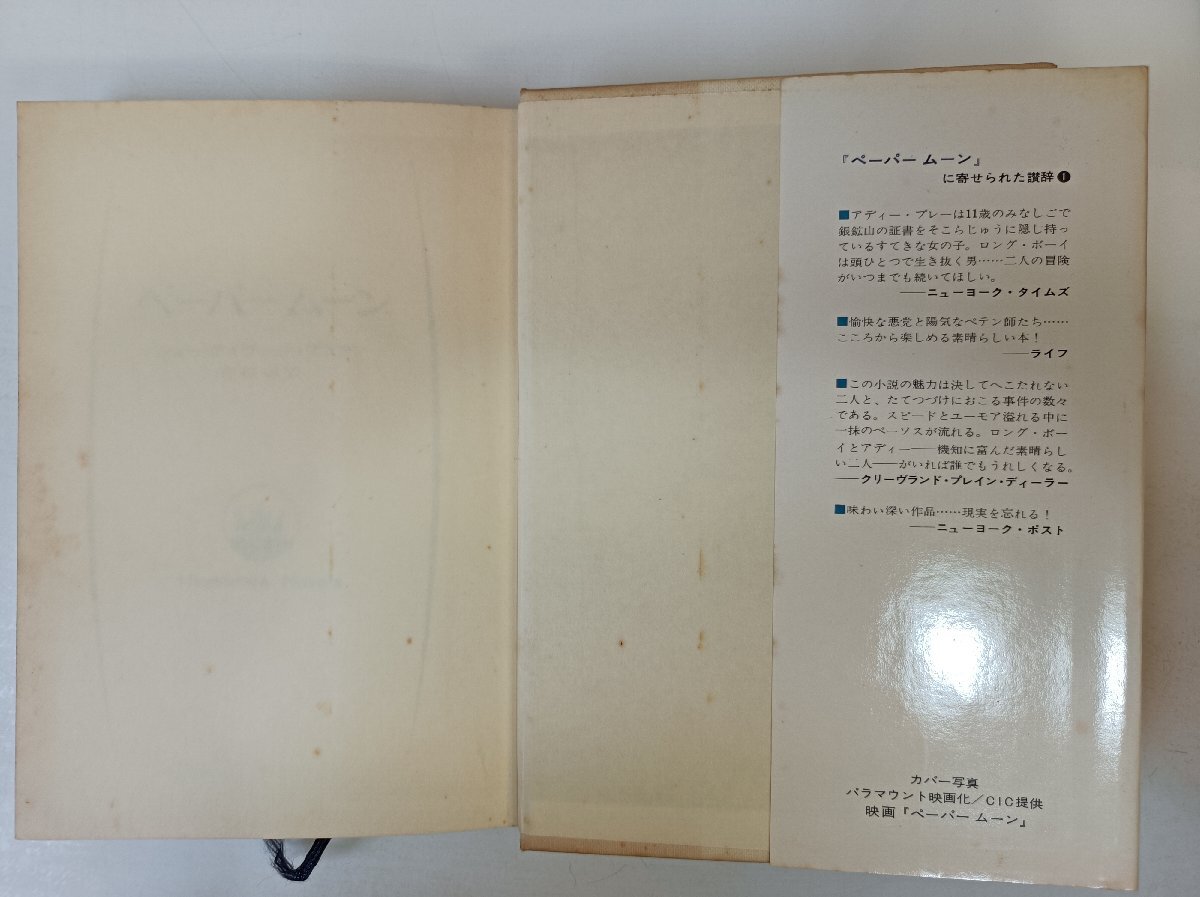 『ペーパー ムーン』
に寄せられた讃辞❶
■アディー・プレーは11歳のみなしごで
銀鉱山の証書をそこらじゅうに隠し持っ
ているすてきな女の子。ロング・ボーイ
は頭ひとつで生き抜く男……二人の冒険
がいつまでも続いてほしい。
——ニューヨーク・タイムズ
■愉快な悪党と陽気なペテン師たち……
こころから楽しめる素晴らしい本！
——ライフ
■この小説の魅力は決してへこたれない
二人と、たてつづけにおこる事件の数々
である。スピードとユーモア溢れる中に
一抹のペーソスが流れる。ロング・ボー
イとアディー——機知に富んだ素晴らし
い二人——がいれば誰でもうれしくなる。
——クリーヴランド・プレイン・ディーラー
■味わい深い作品……現実を忘れる！
——ニューヨーク・ポスト
カバー写真
パラマウント映画化／CIC提供
映画『ペーパー ムーン』